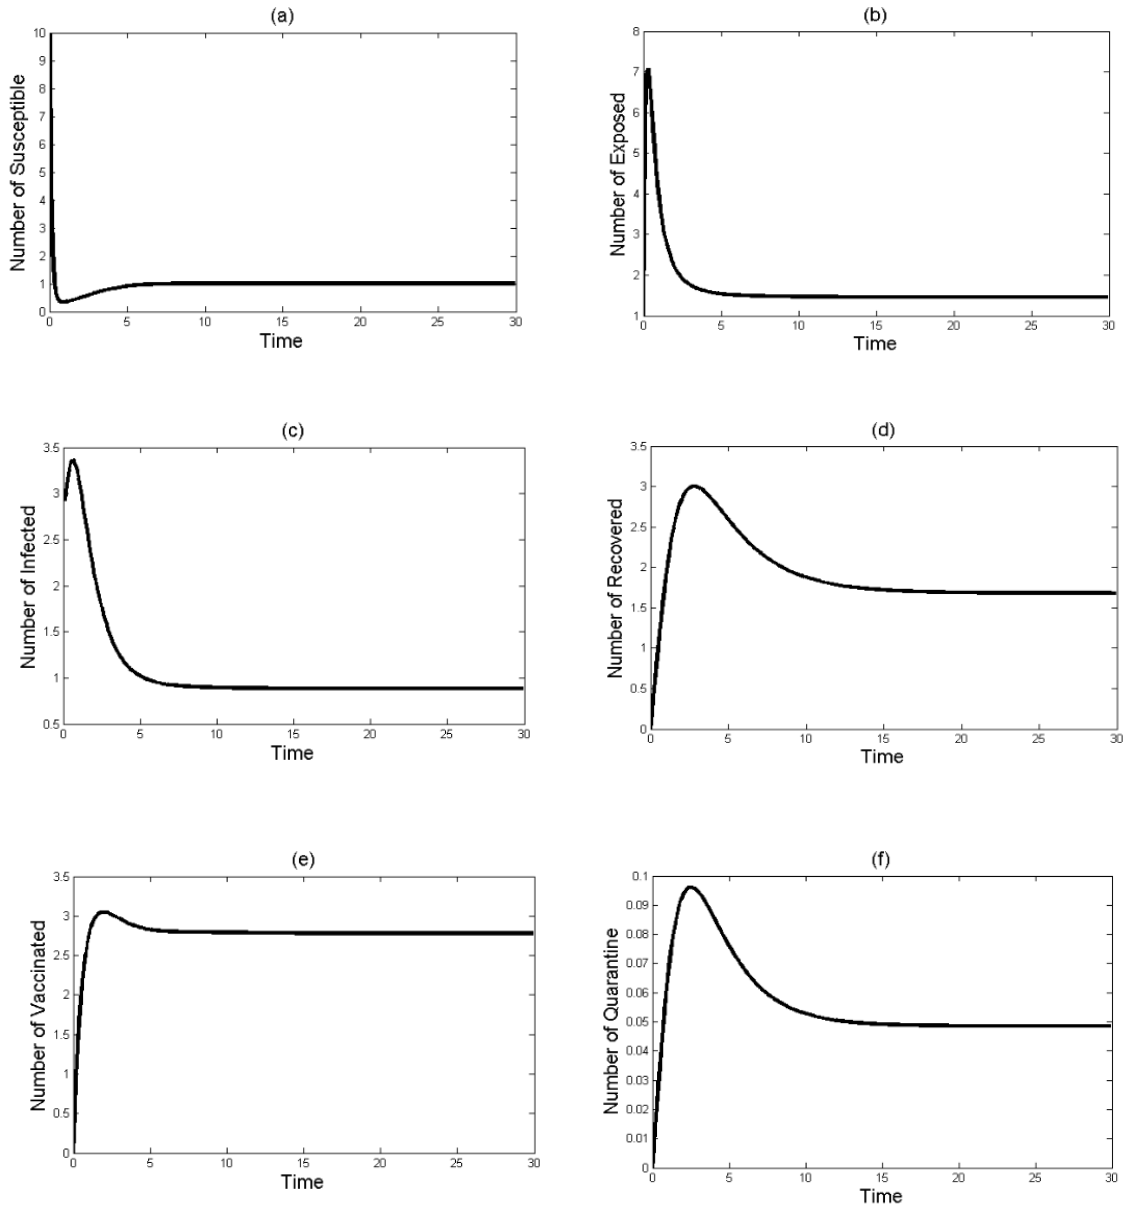 (a)
10
9
8
7
6
5
4
3
2
1
0
Number of Susceptible
0 5 10 15 20 25 30
Time
(b)
8
7
6
5
4
3
2
1
Number of Exposed
0 5 10 15 20 25 30
Time
(c)
3.5
3
2.5
2
1.5
1
0.5
Number of Infected
0 5 10 15 20 25 30
Time
(d)
3.5
3
2.5
2
1.5
1
0.5
0
Number of Recovered
0 5 10 15 20 25 30
Time
(e)
3.5
3
2.5
2
1.5
1
0.5
0
Number of Vaccinated
0 5 10 15 20 25 30
Time
(f)
0.1
0.09
0.08
0.07
0.06
0.05
0.04
0.03
0.02
0.01
0
Number of Quarantine
0 5 10 15 20 25 30
Time